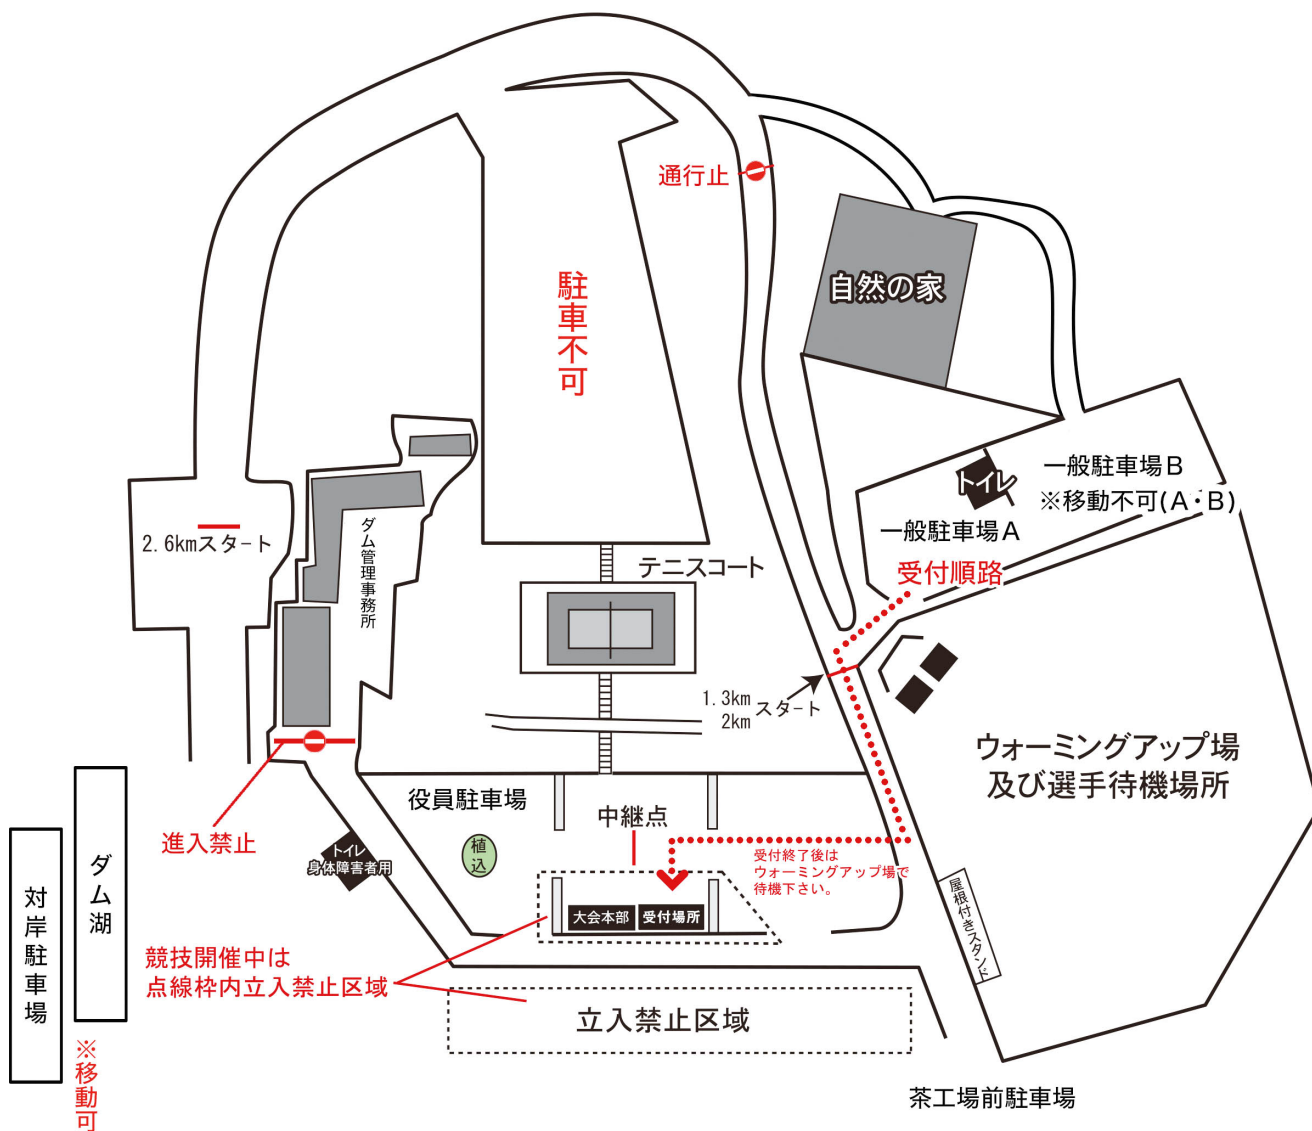 通行止
自然の家
駐車不可
一般駐車場B
※移動不可(A・B)
トイレ
一般駐車場A
2.6kmスタート
ダム管理事務所
テニスコート
受付順路
1.3km
2km
スタート
ウォーミングアップ場
及び選手待機場所
役員駐車場
中継点
進入禁止
トイレ
身体障害者用
植込
受付終了後は
ウォーミングアップ場で
待機下さい。
大会本部
受付場所
屋根付きスタンド
ダム湖
対岸駐車場
※移動可
競技開催中は
点線枠内立入禁止区域
立入禁止区域
茶工場前駐車場